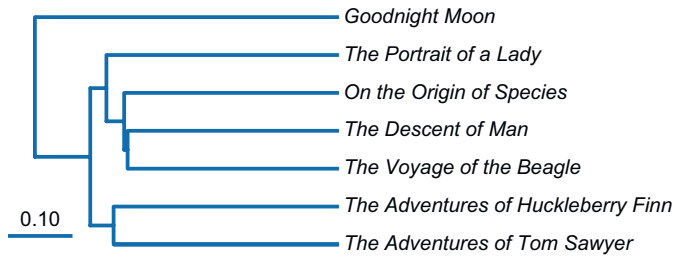 Goodnight Moon
The Portrait of a Lady
On the Origin of Species
The Descent of Man
The Voyage of the Beagle
The Adventures of Huckleberry Finn
The Adventures of Tom Sawyer
0.10